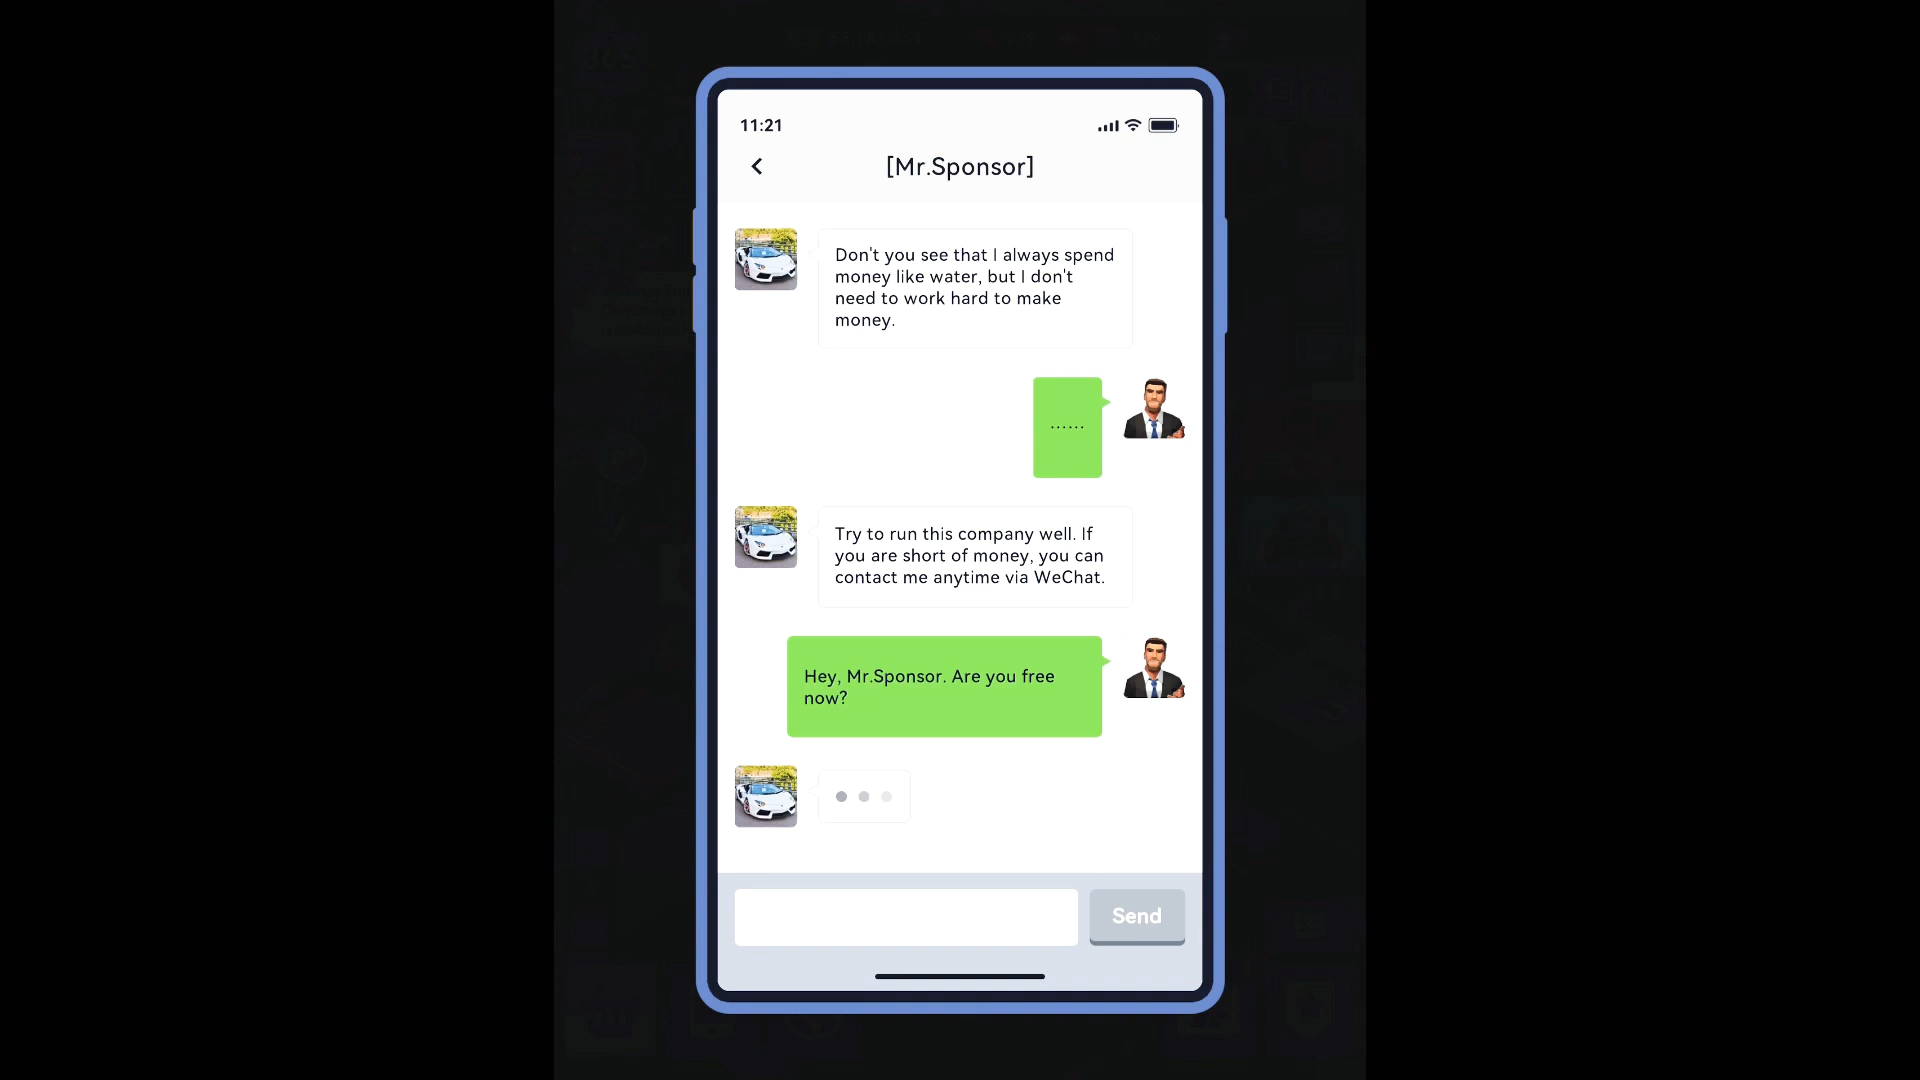 11:21
[Mr.Sponsor]
Don't you see that I always spend
money like water, but I don't
need to work hard to make
money.
......
Try to run this company well. If
you are short of money, you can
contact me anytime via WeChat.
Hey, Mr.Sponsor. Are you free
now?
Send